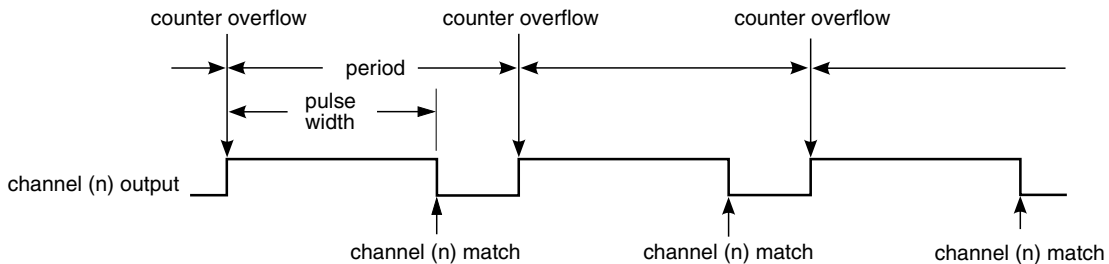 counter overflow counter overflow counter overflow
period
pulse
width
channel (n) output
channel (n) match channel (n) match channel (n) match